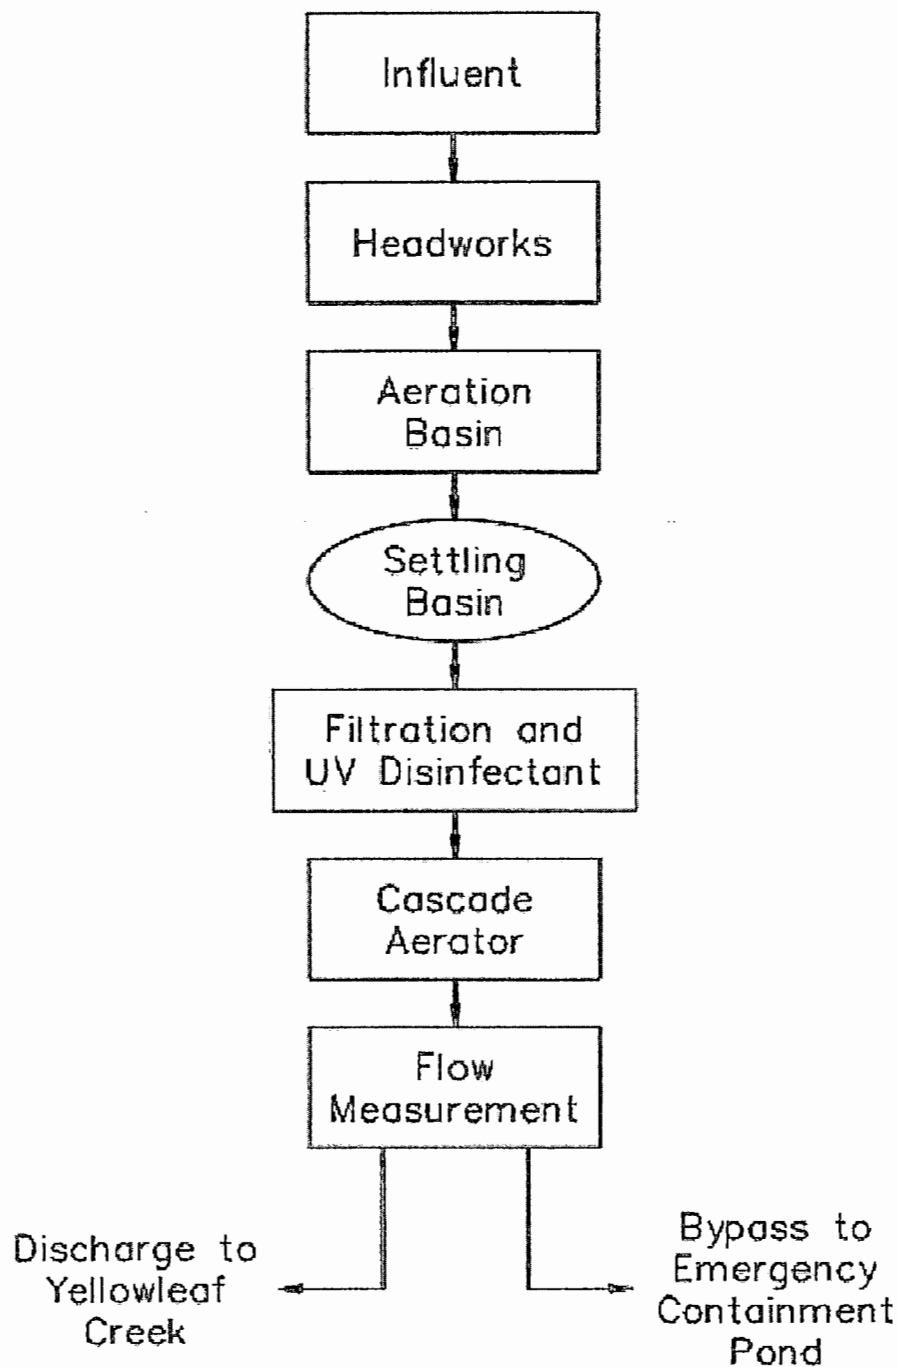 Influent
Headworks
Aeration
Basin
Settling
Basin
Filtration and
UV Disinfectant
Cascade
Aerator
Flow
Measurement
Discharge to
Yellowleaf
Creek
Bypass to
Emergency
Containment
Pond